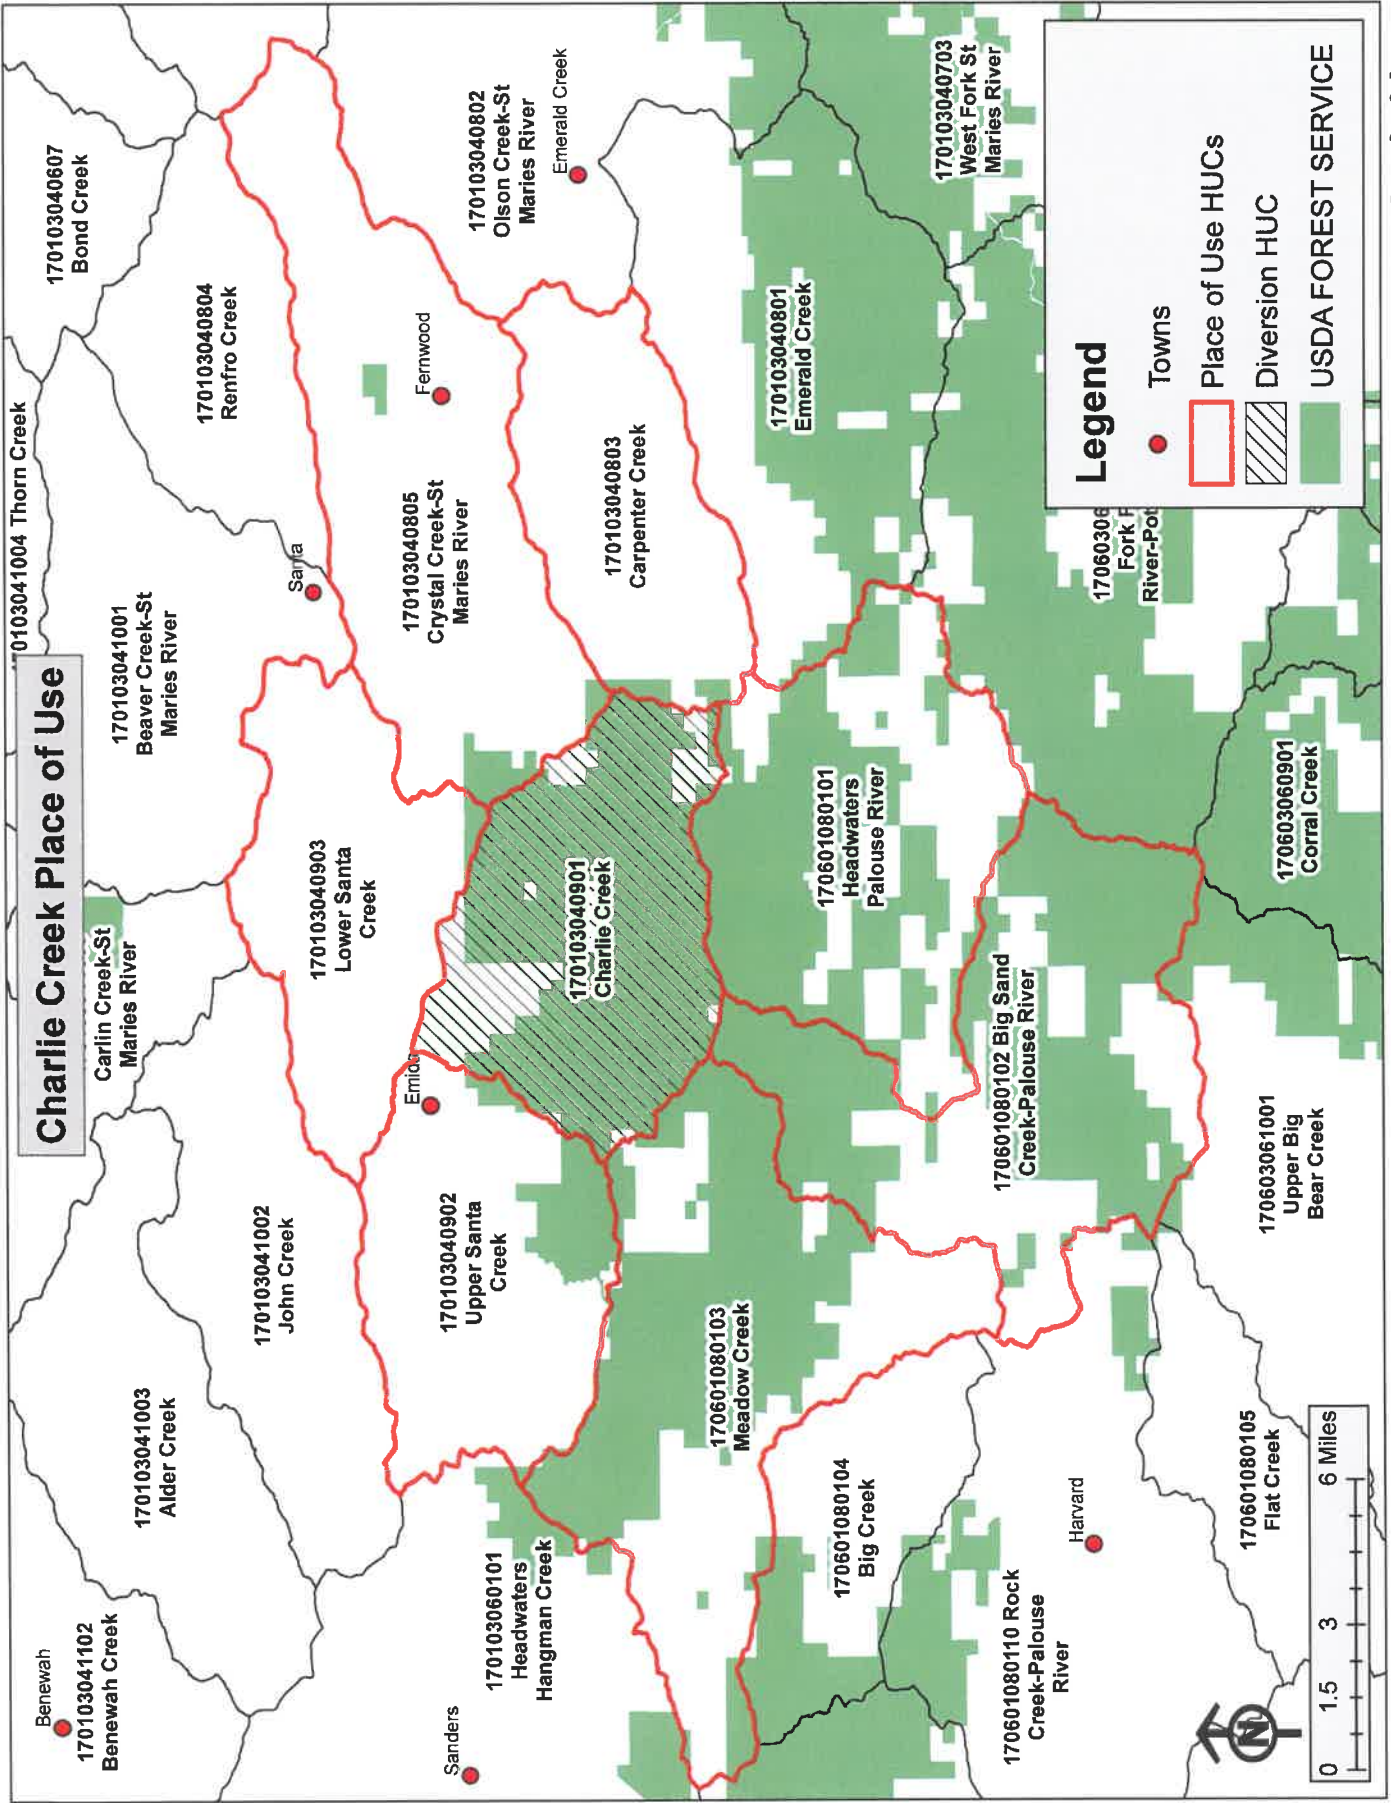 Charlie Creek Place of Use
Benewah
170103041102
Benewah Creek
170103041003
Alder Creek
170103041002
John Creek
Carlin Creek-St
Maries River
170103041001
Beaver Creek-St
Maries River
Thorn Creek
170103040607
Bond Creek
170103040804
Renfro Creek
Santa
Sanders
170103060101
Headwaters
Hangman Creek
170103040902
Upper Santa
Creek
170103040903
Lower Santa
Creek
170103040805
Crystal Creek-St
Maries River
Fernwood
170103040802
Olson Creek-St
Maries River
Emerald Creek
170103040901
Charlie Creek
170103040803
Carpenter Creek
170601080103
Meadow Creek
170601080101
Headwaters
Palouse River
170103040801
Emerald Creek
170103040703
West Fork St
Maries River
170601080104
Big Creek
170601080102 Big Sand
Creek-Palouse River
170601080110 Rock
Creek-Palouse
River
Harvard
170601080105
Flat Creek
170603061001
Upper Big
Bear Creek
170603060901
Corral Creek
Fork
River-Pot
Legend
Towns
Place of Use HUCs
Diversion HUC
USDA FOREST SERVICE
N
0 1.5 3 6 Miles